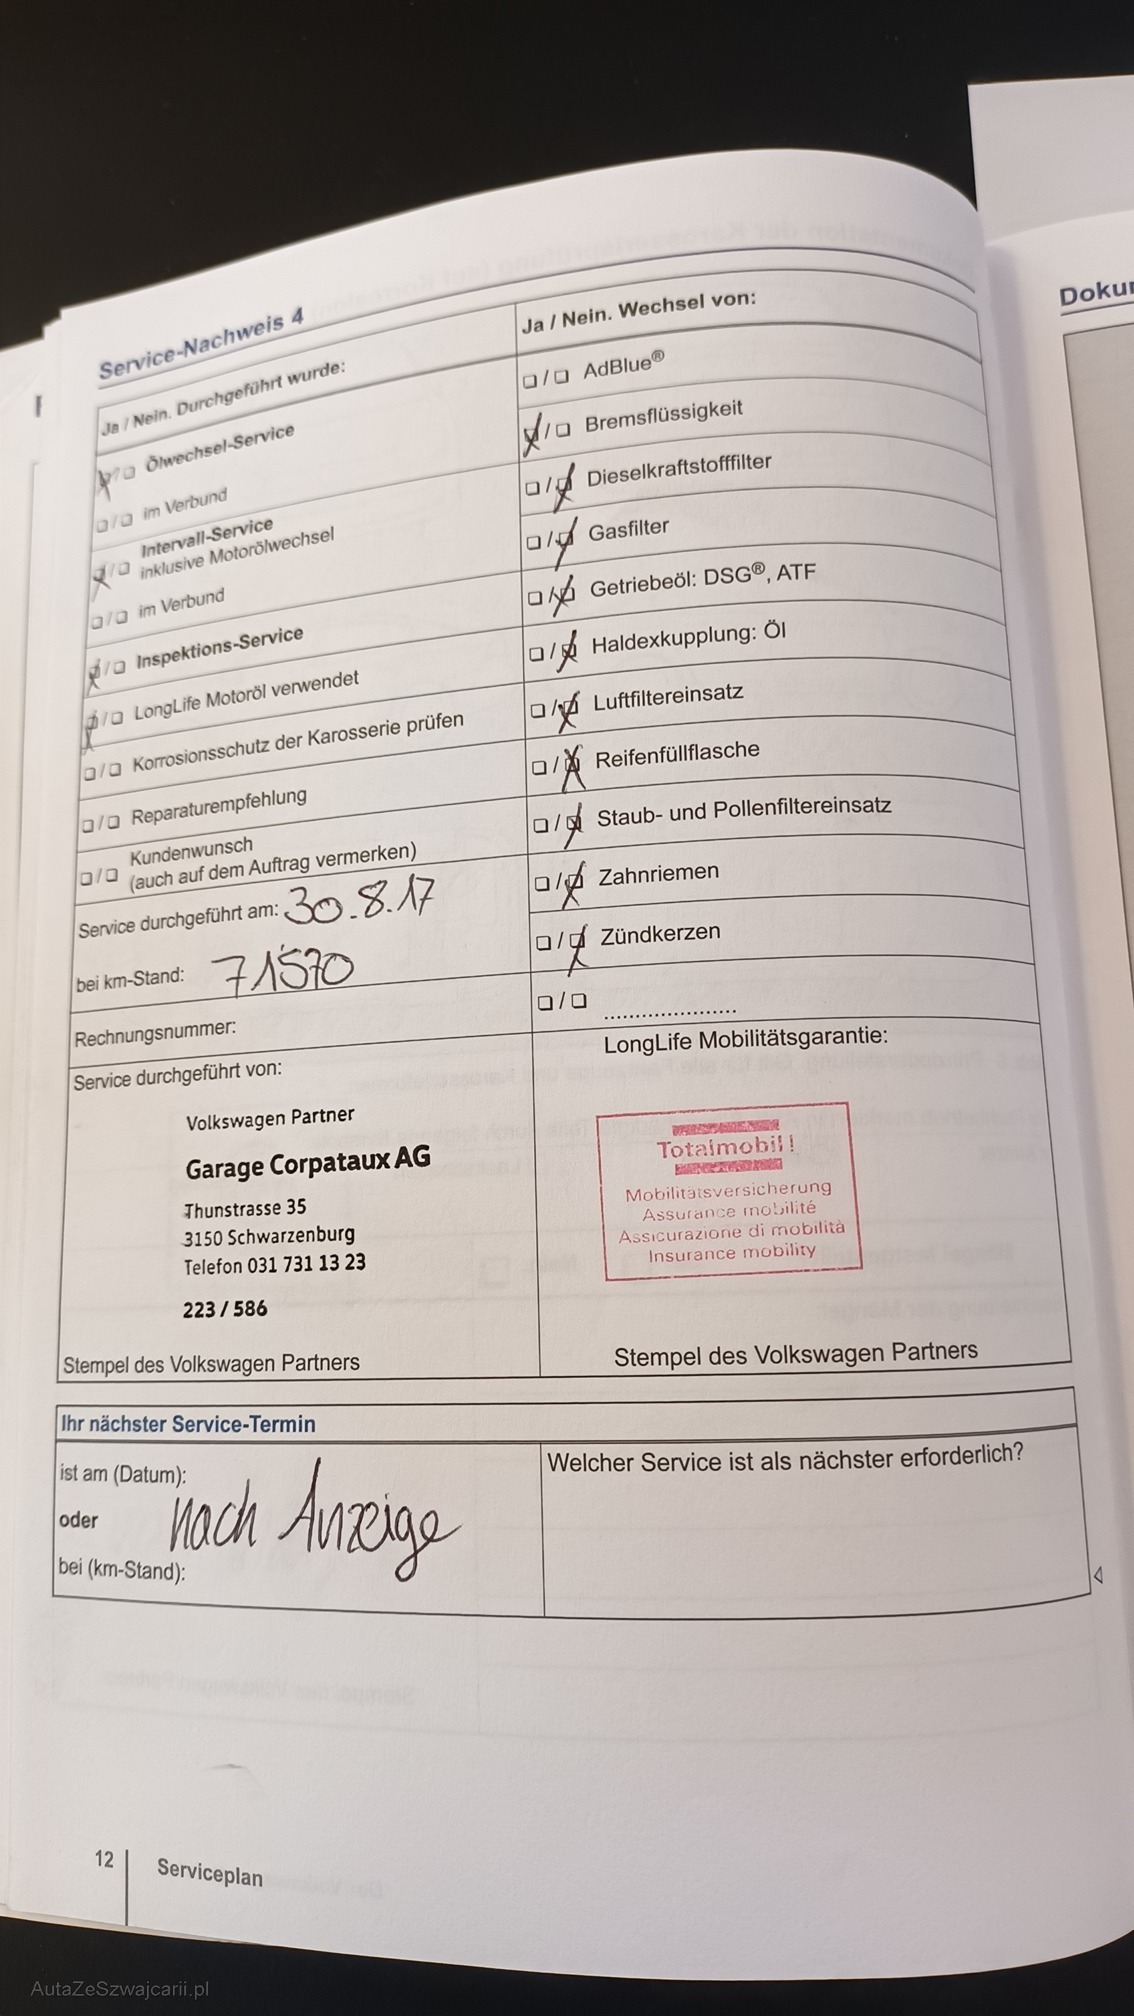 Service-Nachweis 4
Ja / Nein. Durchgeführt wurde:
Ölwechsel-Service
im Verbund
Intervall-Service
inklusive Motorölwechsel
im Verbund
Inspektions-Service
LongLife Motoröl verwendet
Korrosionsschutz der Karosserie prüfen
Reparaturempfehlung
Kundenwunsch
(auch auf dem Auftrag vermerken)
Service durchgeführt am: 30.8.17
bei km-Stand: 71570
Rechnungsnummer:
Service durchgeführt von:
Volkswagen Partner
Garage Corpataux AG
Thunstrasse 35
3150 Schwarzenburg
Telefon 031 731 13 23
223 / 586
Stempel des Volkswagen Partners
Ja / Nein. Wechsel von:
AdBlue®
Bremsflüssigkeit
Dieselkraftstofffilter
Gasfilter
Getriebeöl: DSG®, ATF
Haldexkupplung: Öl
Luftfiltereinsatz
Reifenfüllflasche
Staub- und Pollenfiltereinsatz
Zahnriemen
Zündkerzen
.....................
LongLife Mobilitätsgarantie:
Totalmobil!
Mobilitätsversicherung
Assurance mobilité
Assicurazione di mobilità
Insurance mobility
Stempel des Volkswagen Partners
Ihr nächster Service-Termin
ist am (Datum):
oder
nach Anzeige
bei (km-Stand):
Welcher Service ist als nächster erforderlich?
12
Serviceplan
AutaZeSzwajcarii.pl